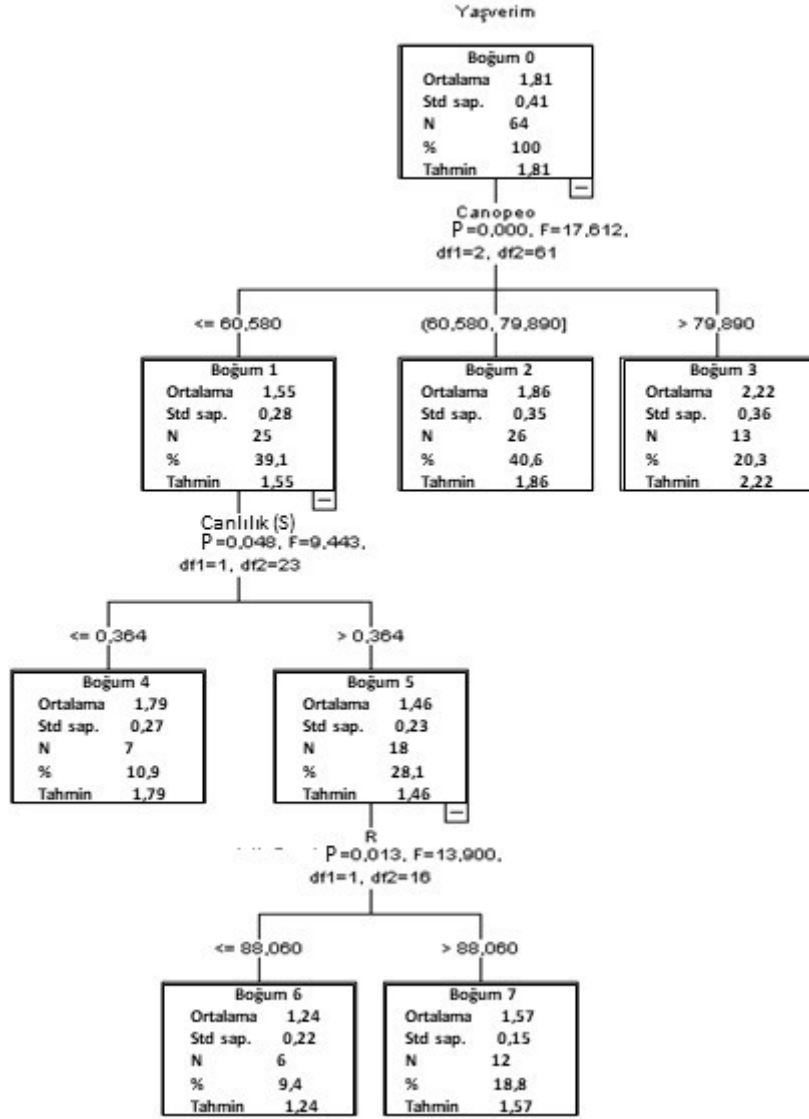 Yaşverim
Boğum 0
Ortalama 1,81
Std sap. 0,41
N 64
% 100
Tahmin 1,81
Canopeo
P=0,000, F=17,612,
df1=2, df2=61
<= 60,580
(60,580, 79,890]
> 79,890
Boğum 1
Ortalama 1,55
Std sap. 0,28
N 25
% 39,1
Tahmin 1,55
Boğum 2
Ortalama 1,86
Std sap. 0,35
N 26
% 40,6
Tahmin 1,86
Boğum 3
Ortalama 2,22
Std sap. 0,36
N 13
% 20,3
Tahmin 2,22
Canlılık (S)
P=0,048, F=9,443,
df1=1, df2=23
<= 0,364
> 0,364
Boğum 4
Ortalama 1,79
Std sap. 0,27
N 7
% 10,9
Tahmin 1,79
Boğum 5
Ortalama 1,46
Std sap. 0,23
N 18
% 28,1
Tahmin 1,46
R
P=0,013, F=13,900,
df1=1, df2=16
<= 88,060
> 88,060
Boğum 6
Ortalama 1,24
Std sap. 0,22
N 6
% 9,4
Tahmin 1,24
Boğum 7
Ortalama 1,57
Std sap. 0,15
N 12
% 18,8
Tahmin 1,57